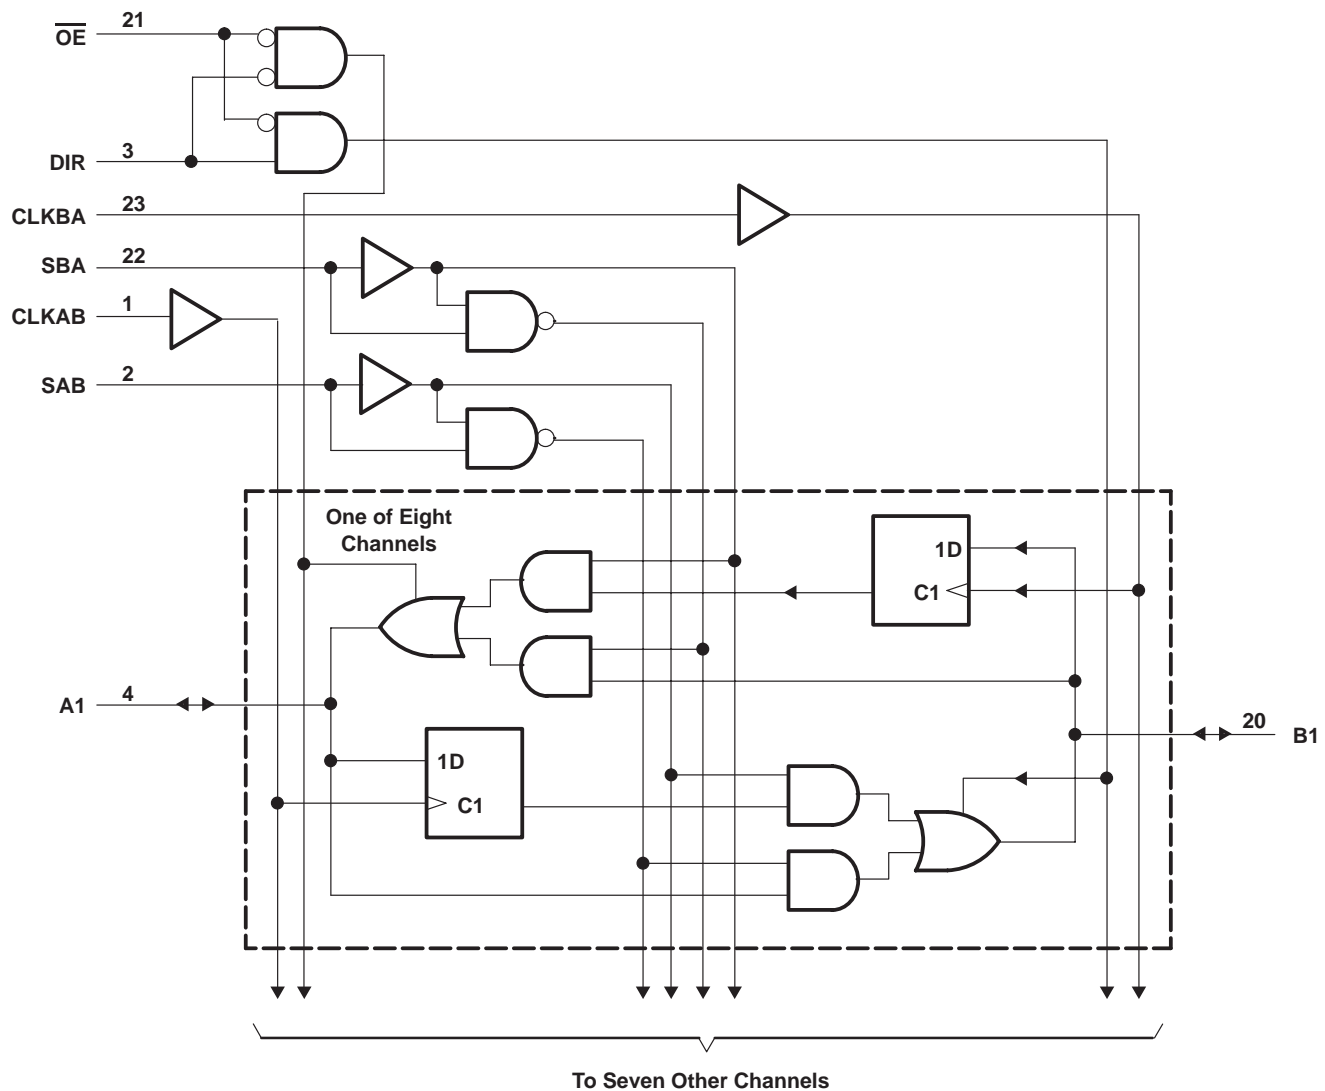 OE 21
DIR 3
CLKBA 23
SBA 22
CLKAB 1
SAB 2
One of Eight
Channels
1D
C1
A1 4
20 B1
1D
C1
To Seven Other Channels